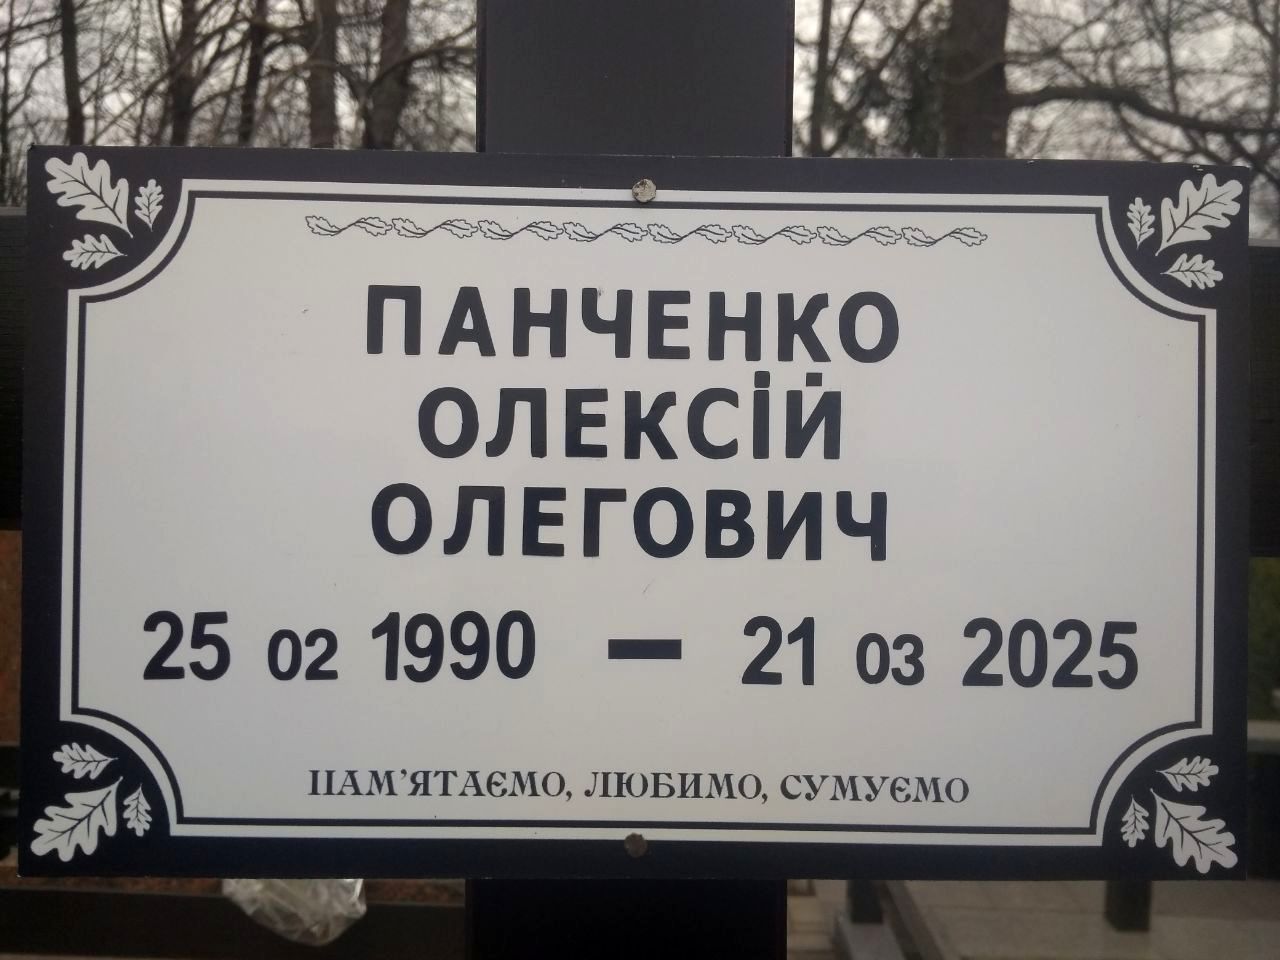 ПАНЧЕНКО
ОЛЕКСІЙ
ОЛЕГОВИЧ
25 02 1990 – 21 03 2025
ПАМ'ЯТАЄМО, ЛЮБИМО, СУМУЄМО